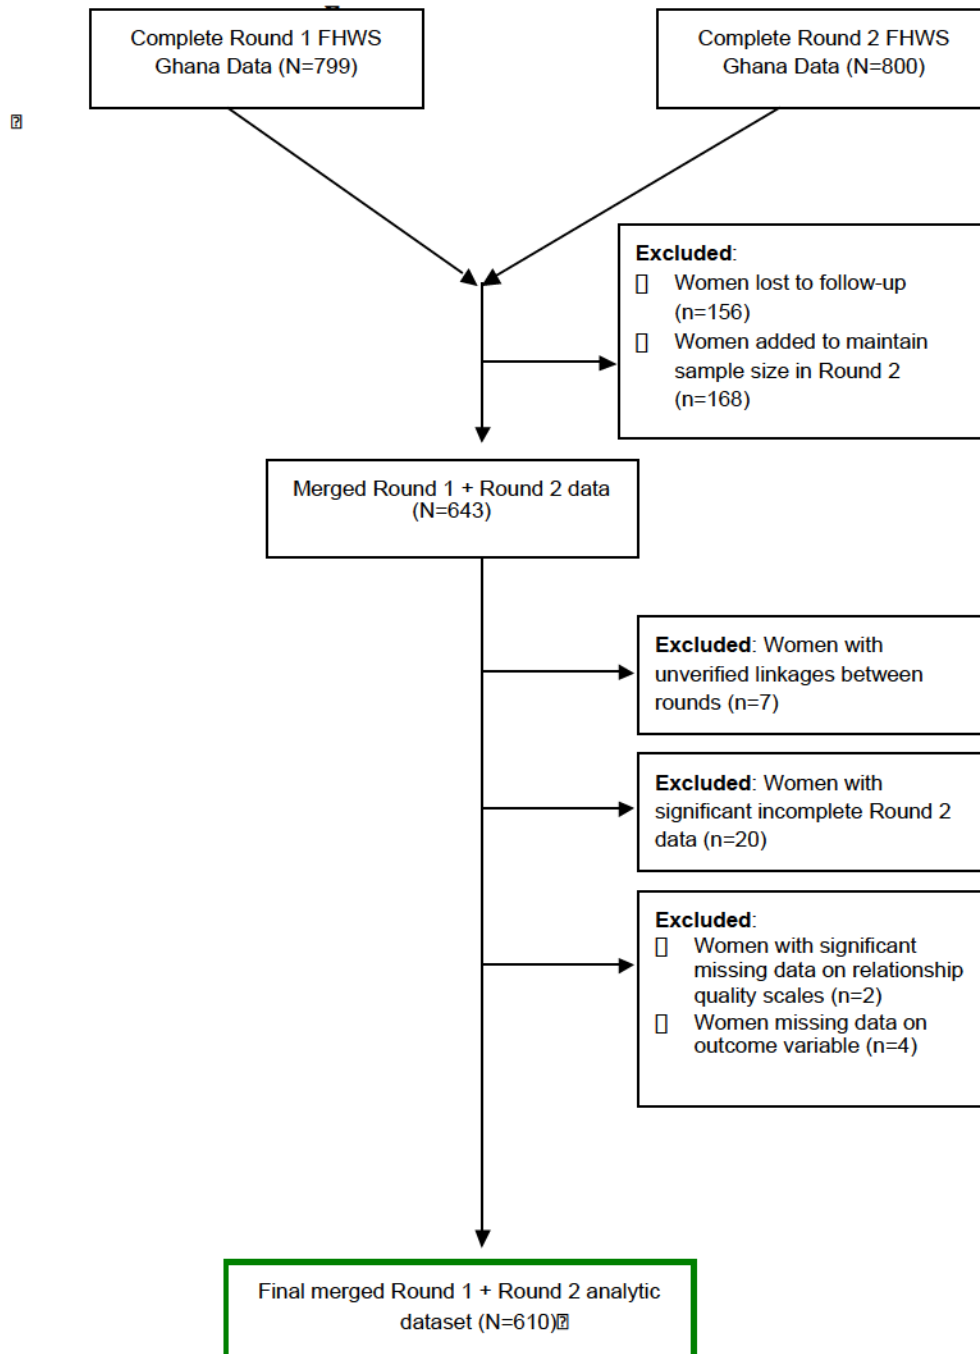 Complete Round 1 FHWS
Ghana Data (N=799)
Complete Round 2 FHWS
Ghana Data (N=800)
Excluded:
Women lost to follow-up
(n=156)
Women added to maintain
sample size in Round 2
(n=168)
Merged Round 1 + Round 2 data
(N=643)
Excluded: Women with
unverified linkages between
rounds (n=7)
Excluded: Women with
significant incomplete Round 2
data (n=20)
Excluded:
Women with significant
missing data on relationship
quality scales (n=2)
Women missing data on
outcome variable (n=4)
Final merged Round 1 + Round 2 analytic
dataset (N=610)